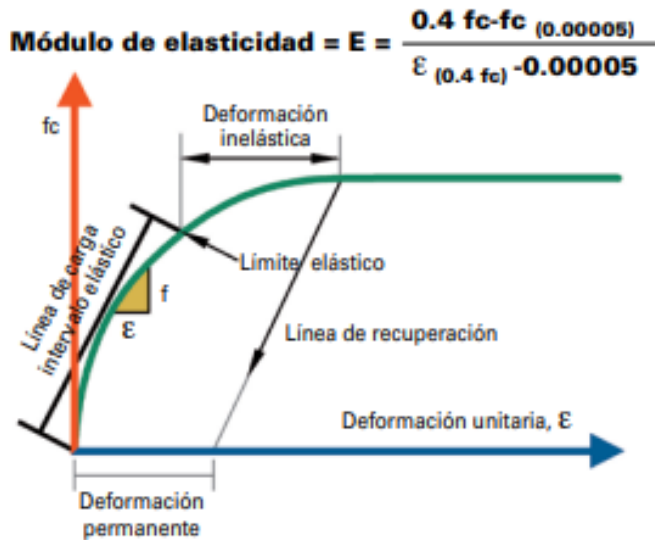 Módulo de elasticidad = E = 0.4 fc-fc (0.00005)
ε (0.4 fc) -0.00005
fc
Deformación
inelástica
Línea de carga
intervalo elástico
Límite elástico
f
ε
Línea de recuperación
Deformación unitaria, ε
Deformación
permanente